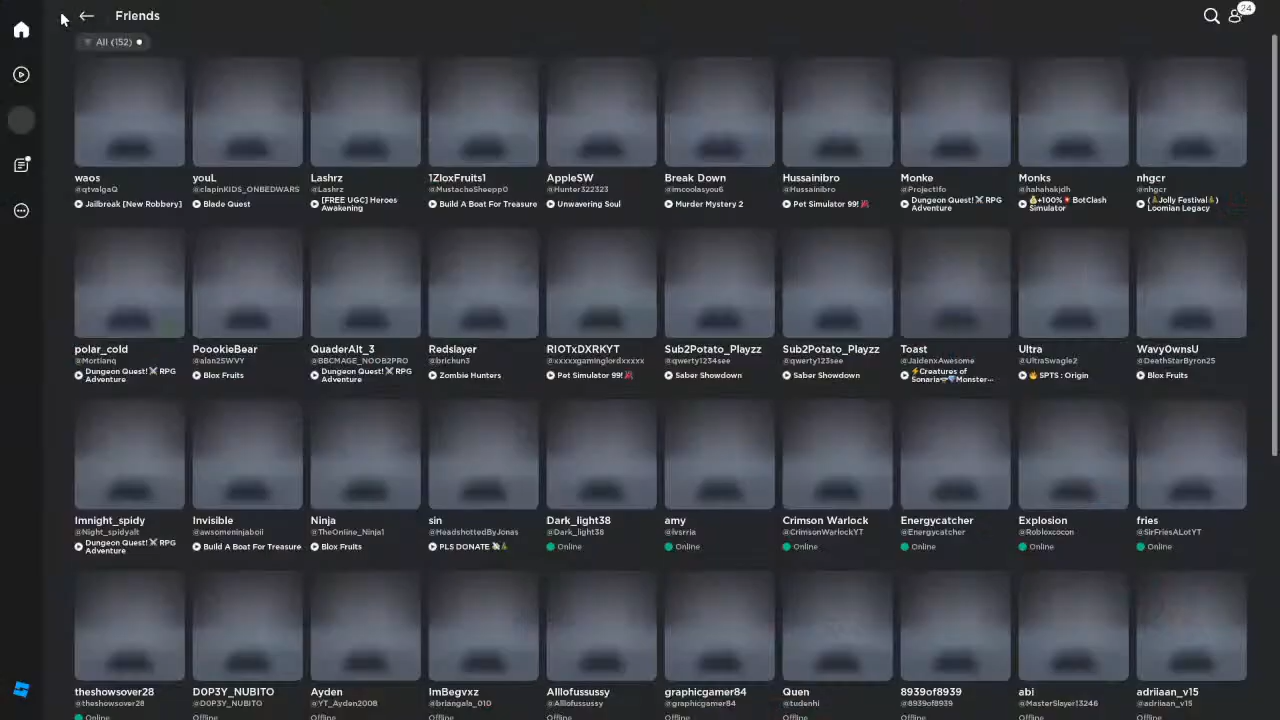 Friends
24
All (152)
waos
@qtvalgaQ
Jailbreak [New Robbery]
youL
@clapinKIDS_ONBEDWARS
Blade Quest
Lashrz
@Lashrz
[FREE UGC] Heroes
Awakening
1ZloxFruits1
@MustacheSheepp0
Build A Boat For Treasure
AppleSW
@Hunter322323
Unwavering Soul
Break Down
@imcoolasyou6
Murder Mystery 2
Hussainibro
@Hussainibro
Pet Simulator 99!
Monke
@ProjectIfo
Dungeon Quest! ⚔ RPG
Adventure
Monks
@hahahakjdh
💰+100%💥 BotClash
Simulator
nhgcr
@nhgcr
(🎄Jolly Festival🎄)
Loomian Legacy
polar_cold
@Mortianq
Dungeon Quest! ⚔ RPG
Adventure
PoookieBear
@alan25WVY
Blox Fruits
QuaderAlt_3
@BBCMAGE_NOOB2PRO
Dungeon Quest! ⚔ RPG
Adventure
Redslayer
@brichun3
Zombie Hunters
RIOTxDXRKYT
@xxxxxgaminglordxxxxx
Pet Simulator 99!
Sub2Potato_Playzz
@qwerty1234see
Saber Showdown
Sub2Potato_Playzz
@qwerty123see
Saber Showdown
Toast
@JaidenxAwesome
⚡Creatures of
Sonaria🦈💎Monster...
Ultra
@UltraSwagle2
🔥 SPTS : Origin
Wavy0wnsU
@DeathStarByron25
Blox Fruits
Imnight_spidy
@Night_spidyalt
Dungeon Quest! ⚔ RPG
Adventure
Invisible
@awsomeninjaboii
Build A Boat For Treasure
Ninja
@TheOnline_Ninja1
Blox Fruits
sin
@HeadshottedByJonas
PLS DONATE 💸🎄
Dark_light38
@Dark_light38
Online
amy
@lvsrria
Online
Crimson Warlock
@CrimsonWarlockYT
Online
Energycatcher
@Energycatcher
Online
Explosion
@Robloxcocon
Online
fries
@SirFriesALotYT
Online
theshowsover28
@theshowsover28
Online
D0P3Y_NUBITO
@D0P3Y_NUBITO
Offline
Ayden
@YT_Ayden2008
Offline
ImBegvxz
@briangala_010
Offline
Alllofussussy
@Alllofussussy
Offline
graphicgamer84
@graphicgamer84
Offline
Quen
@tudenhi
Offline
8939of8939
@8939of8939
Offline
abi
@MasterSlayer13246
Offline
adriiaan_v15
@adriiaan_v15
Offline